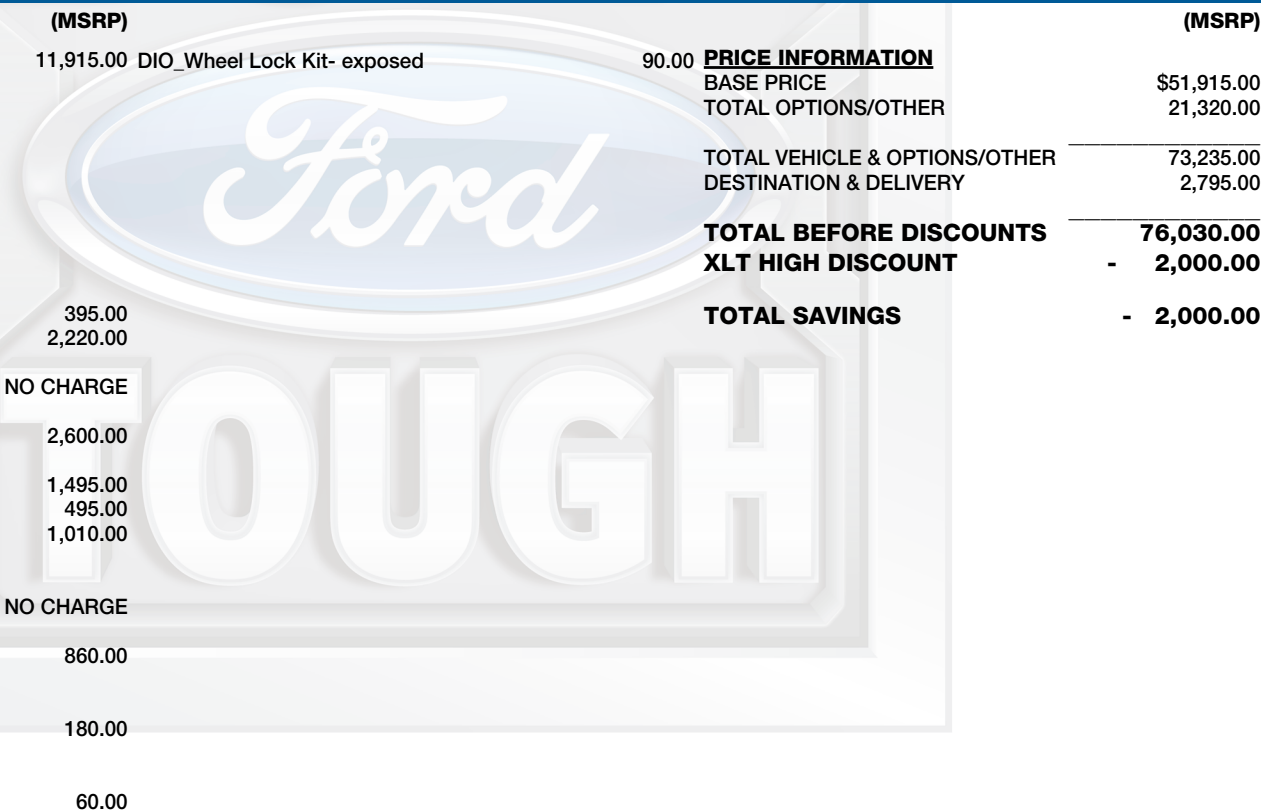 (MSRP)
11,915.00 DIO_Wheel Lock Kit- exposed 90.00
395.00
2,220.00
NO CHARGE
2,600.00
1,495.00
495.00
1,010.00
NO CHARGE
860.00
180.00
60.00
(MSRP)
PRICE INFORMATION
BASE PRICE $51,915.00
TOTAL OPTIONS/OTHER 21,320.00
TOTAL VEHICLE & OPTIONS/OTHER 73,235.00
DESTINATION & DELIVERY 2,795.00
TOTAL BEFORE DISCOUNTS 76,030.00
XLT HIGH DISCOUNT - 2,000.00
TOTAL SAVINGS - 2,000.00
Ford
TOUGH